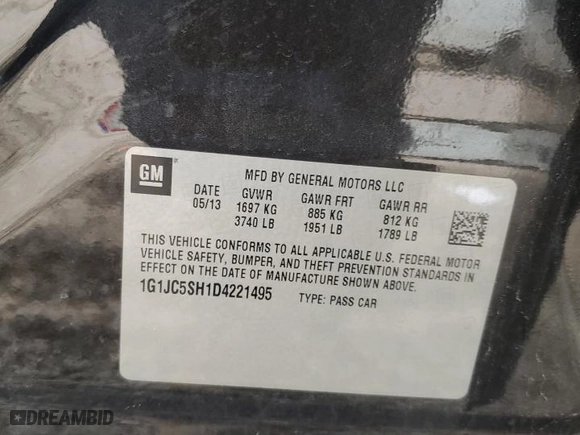 GM
MFD BY GENERAL MOTORS LLC
DATE GVWR GAWR FRT GAWR RR
05/13 1697 KG 885 KG 812 KG
3740 LB 1951 LB 1789 LB
THIS VEHICLE CONFORMS TO ALL APPLICABLE U.S. FEDERAL MOTOR
VEHICLE SAFETY, BUMPER, AND THEFT PREVENTION STANDARDS IN
EFFECT ON THE DATE OF MANUFACTURE SHOWN ABOVE
1G1JC5SH1D4221495
TYPE: PASS CAR
DREAMBID